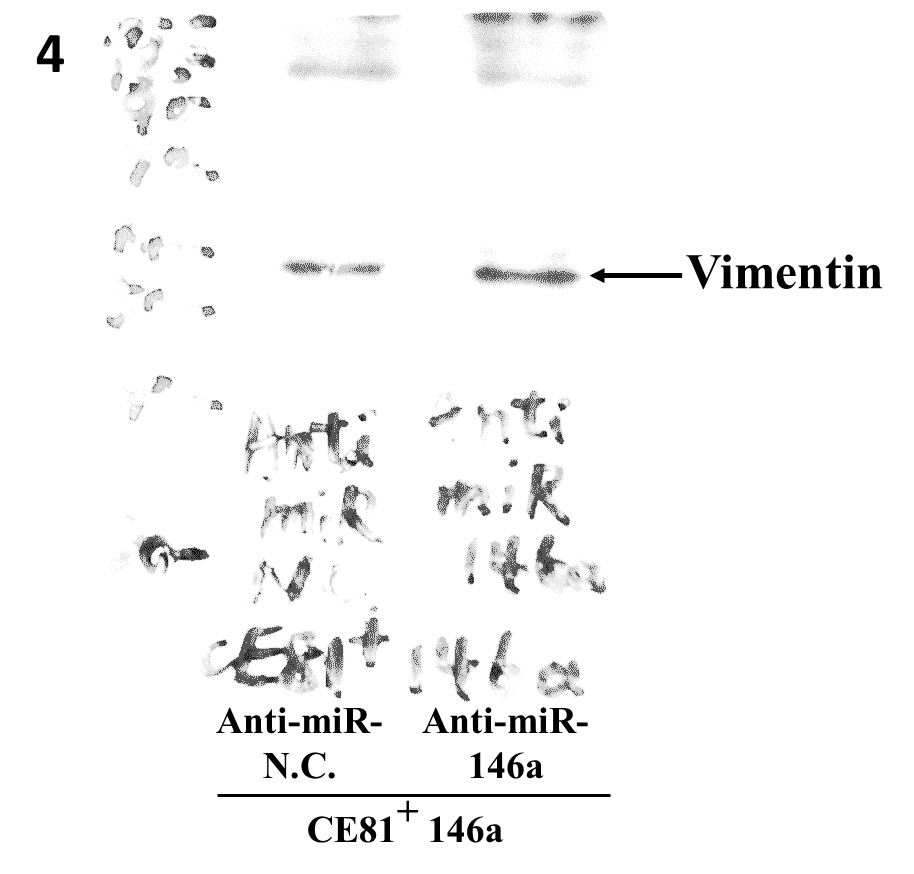 4
Vimentin
Anti Anti
miR miR
N C 146a
CE81+ 146a
Anti-miR- Anti-miR-
N.C. 146a
CE81+ 146a